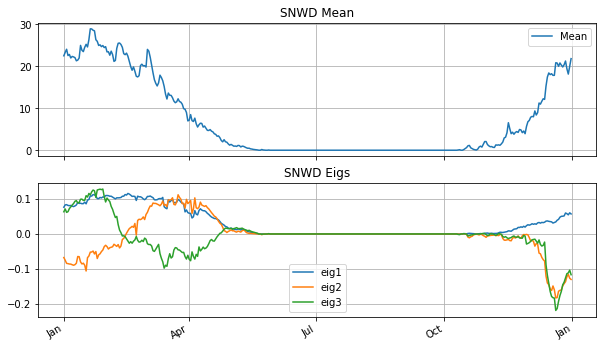 SNWD Mean
30
20
10
0
Mean
SNWD Eigs
0.1
0.0
−0.1
−0.2
eig1
eig2
eig3
Jan
Apr
Jul
Oct
Jan